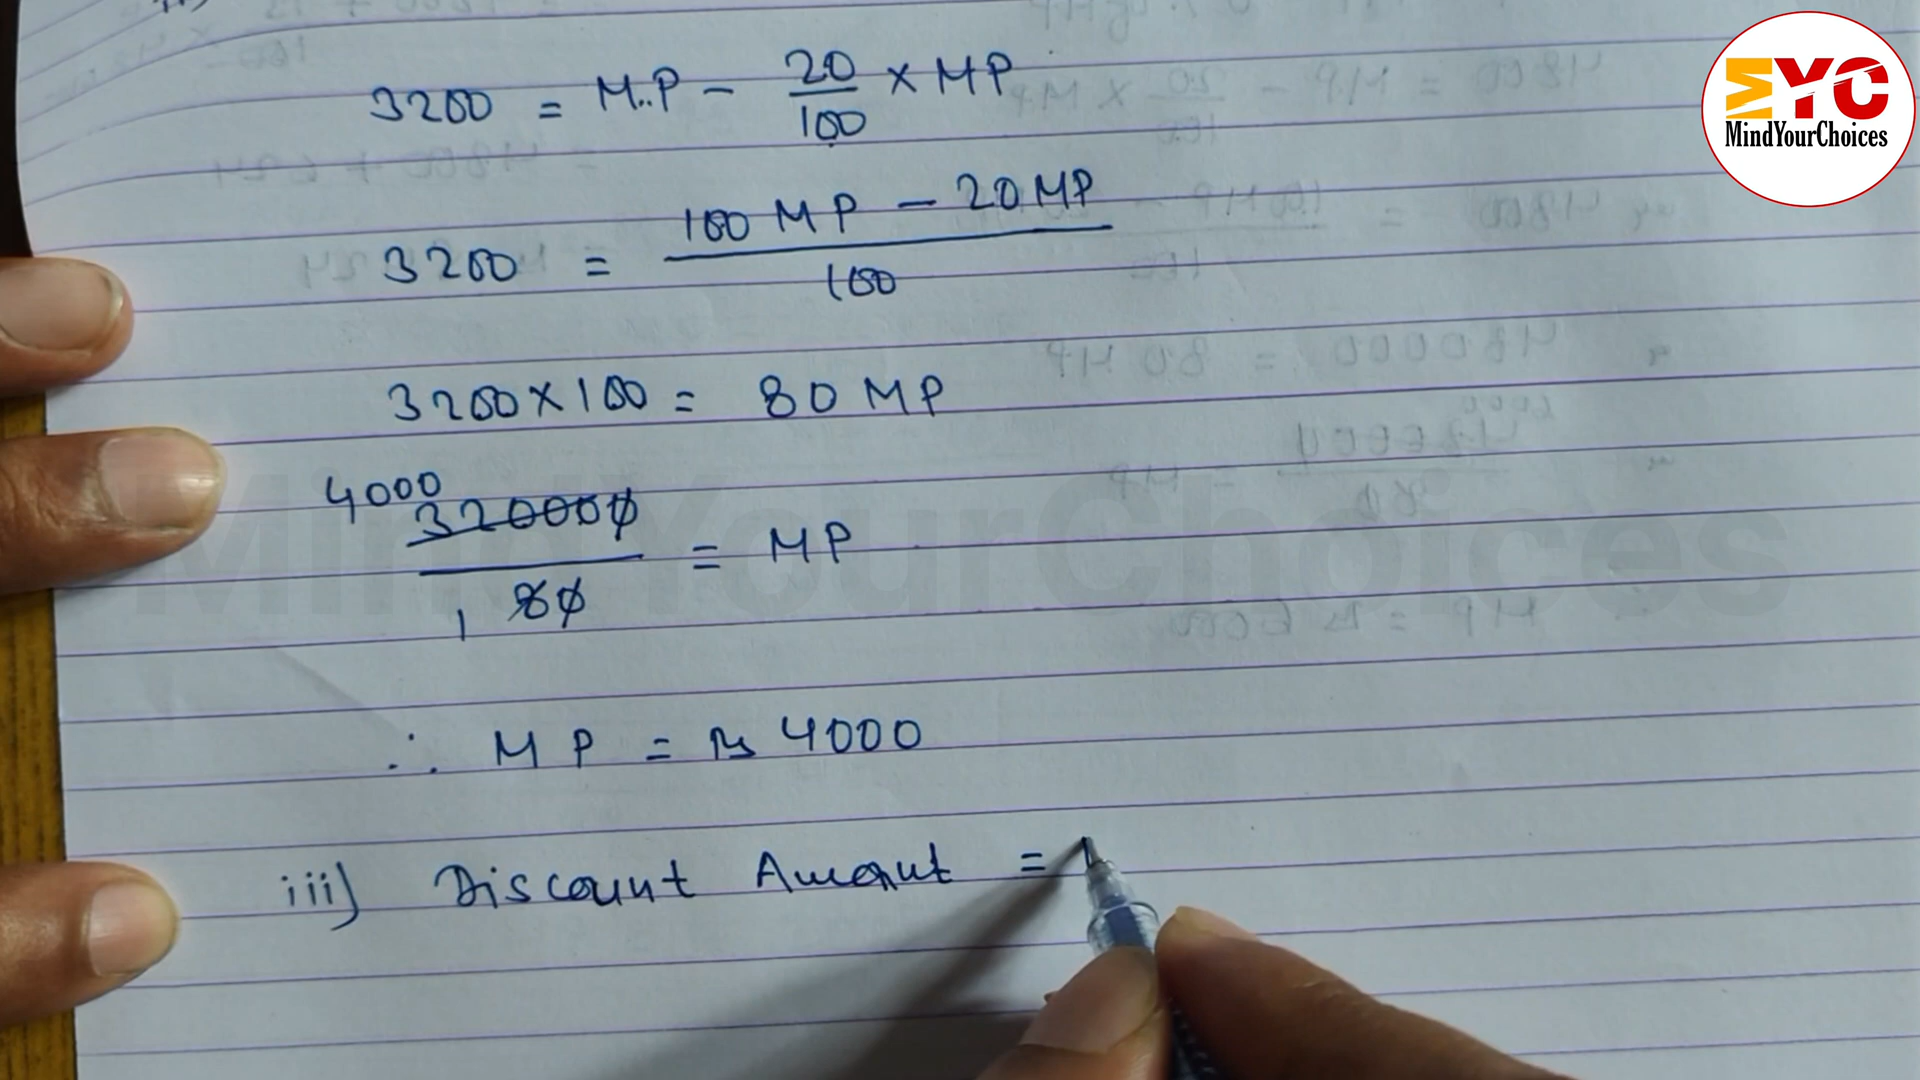 MYC
MindYourChoices
3200 = M.P - 20/100 × MP
3200 = 100 MP - 20 MP / 100
3200 × 100 = 80 MP
4000
320000 / 80 = MP
1
∴ MP = Rs 4000
iii) Discount Amount =
MindYourChoices